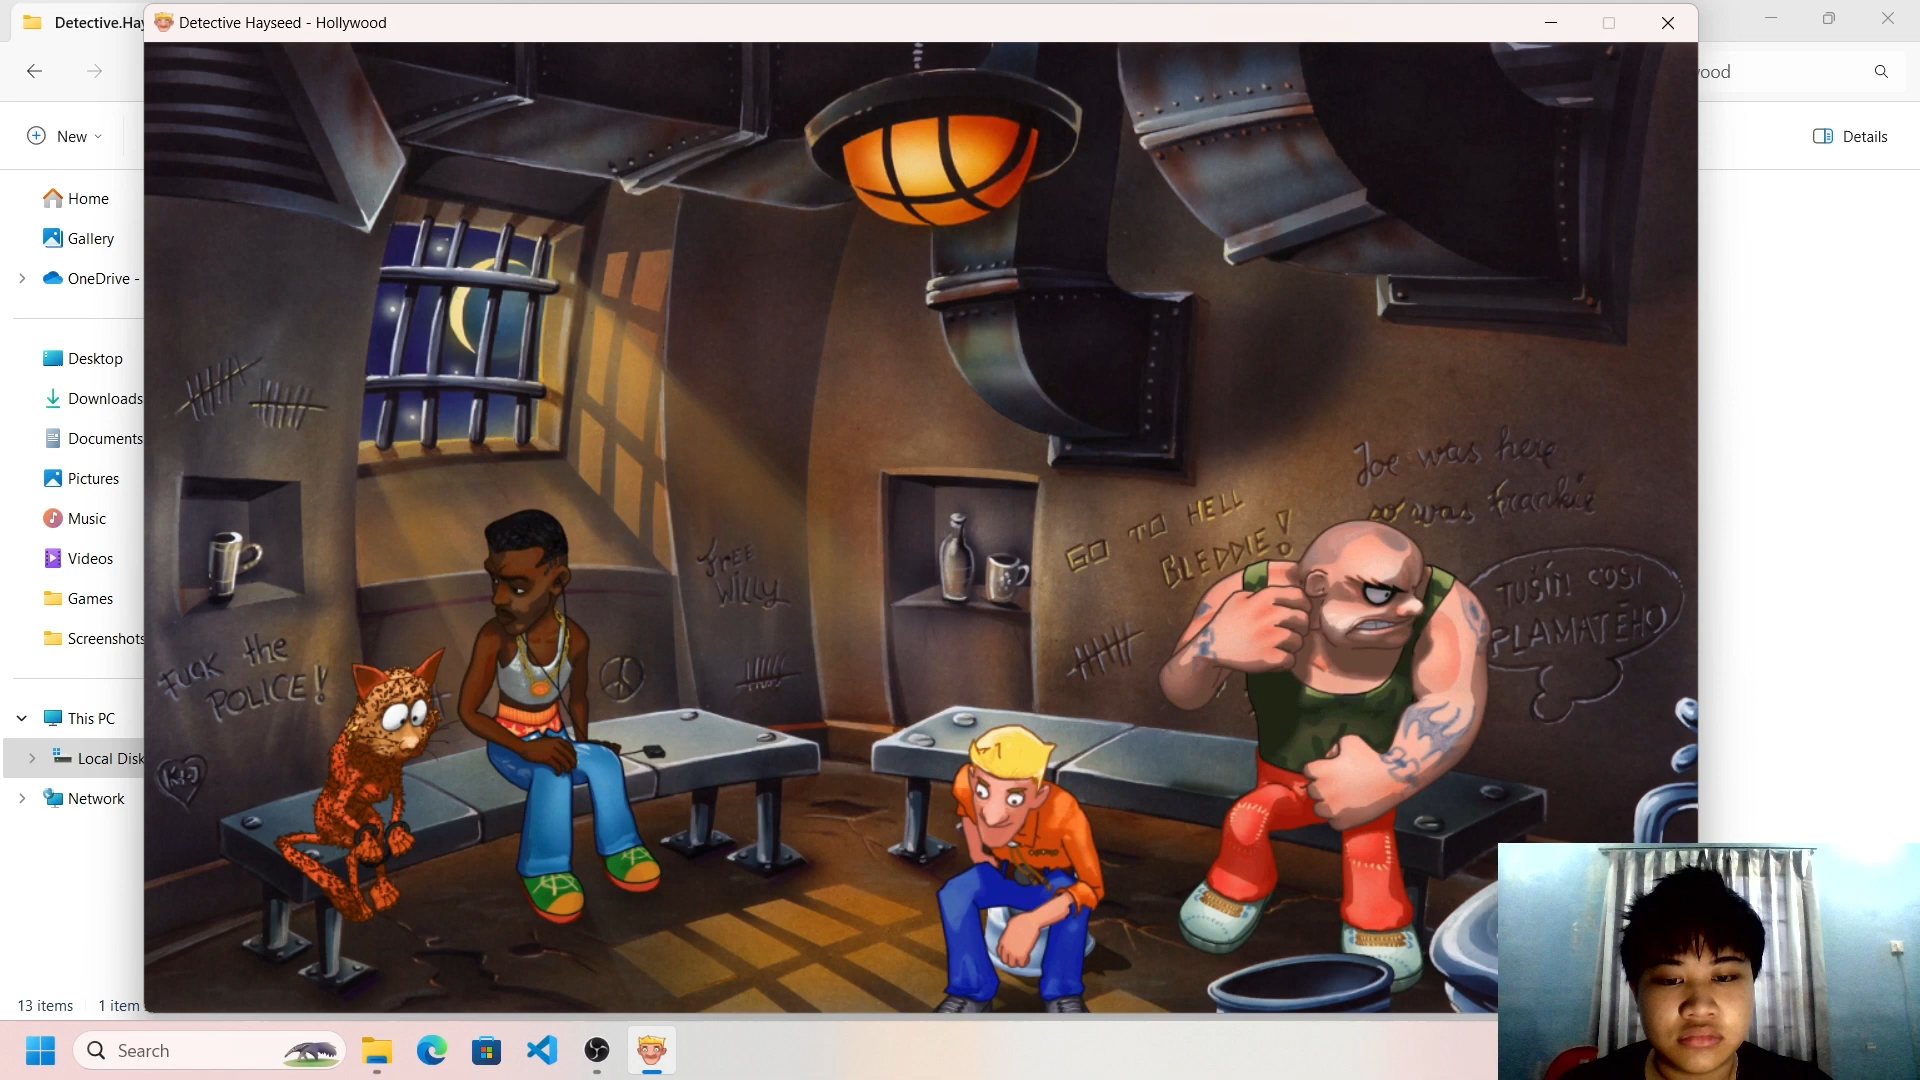 Detective.Hay
Detective Hayseed - Hollywood
ood
New
Details
Home
Gallery
OneDrive -
Desktop
Downloads
Documents
Pictures
Music
Videos
Games
Screenshots
This PC
Local Disk
Network
13 items
1 item
Joe was here
so was frankie
GO TO HELL
BLEDDIE!
TUŠÍM COSI
PLAMATĚHO
FREE
Willy
FUCK the
POLICE!
K+J
Search